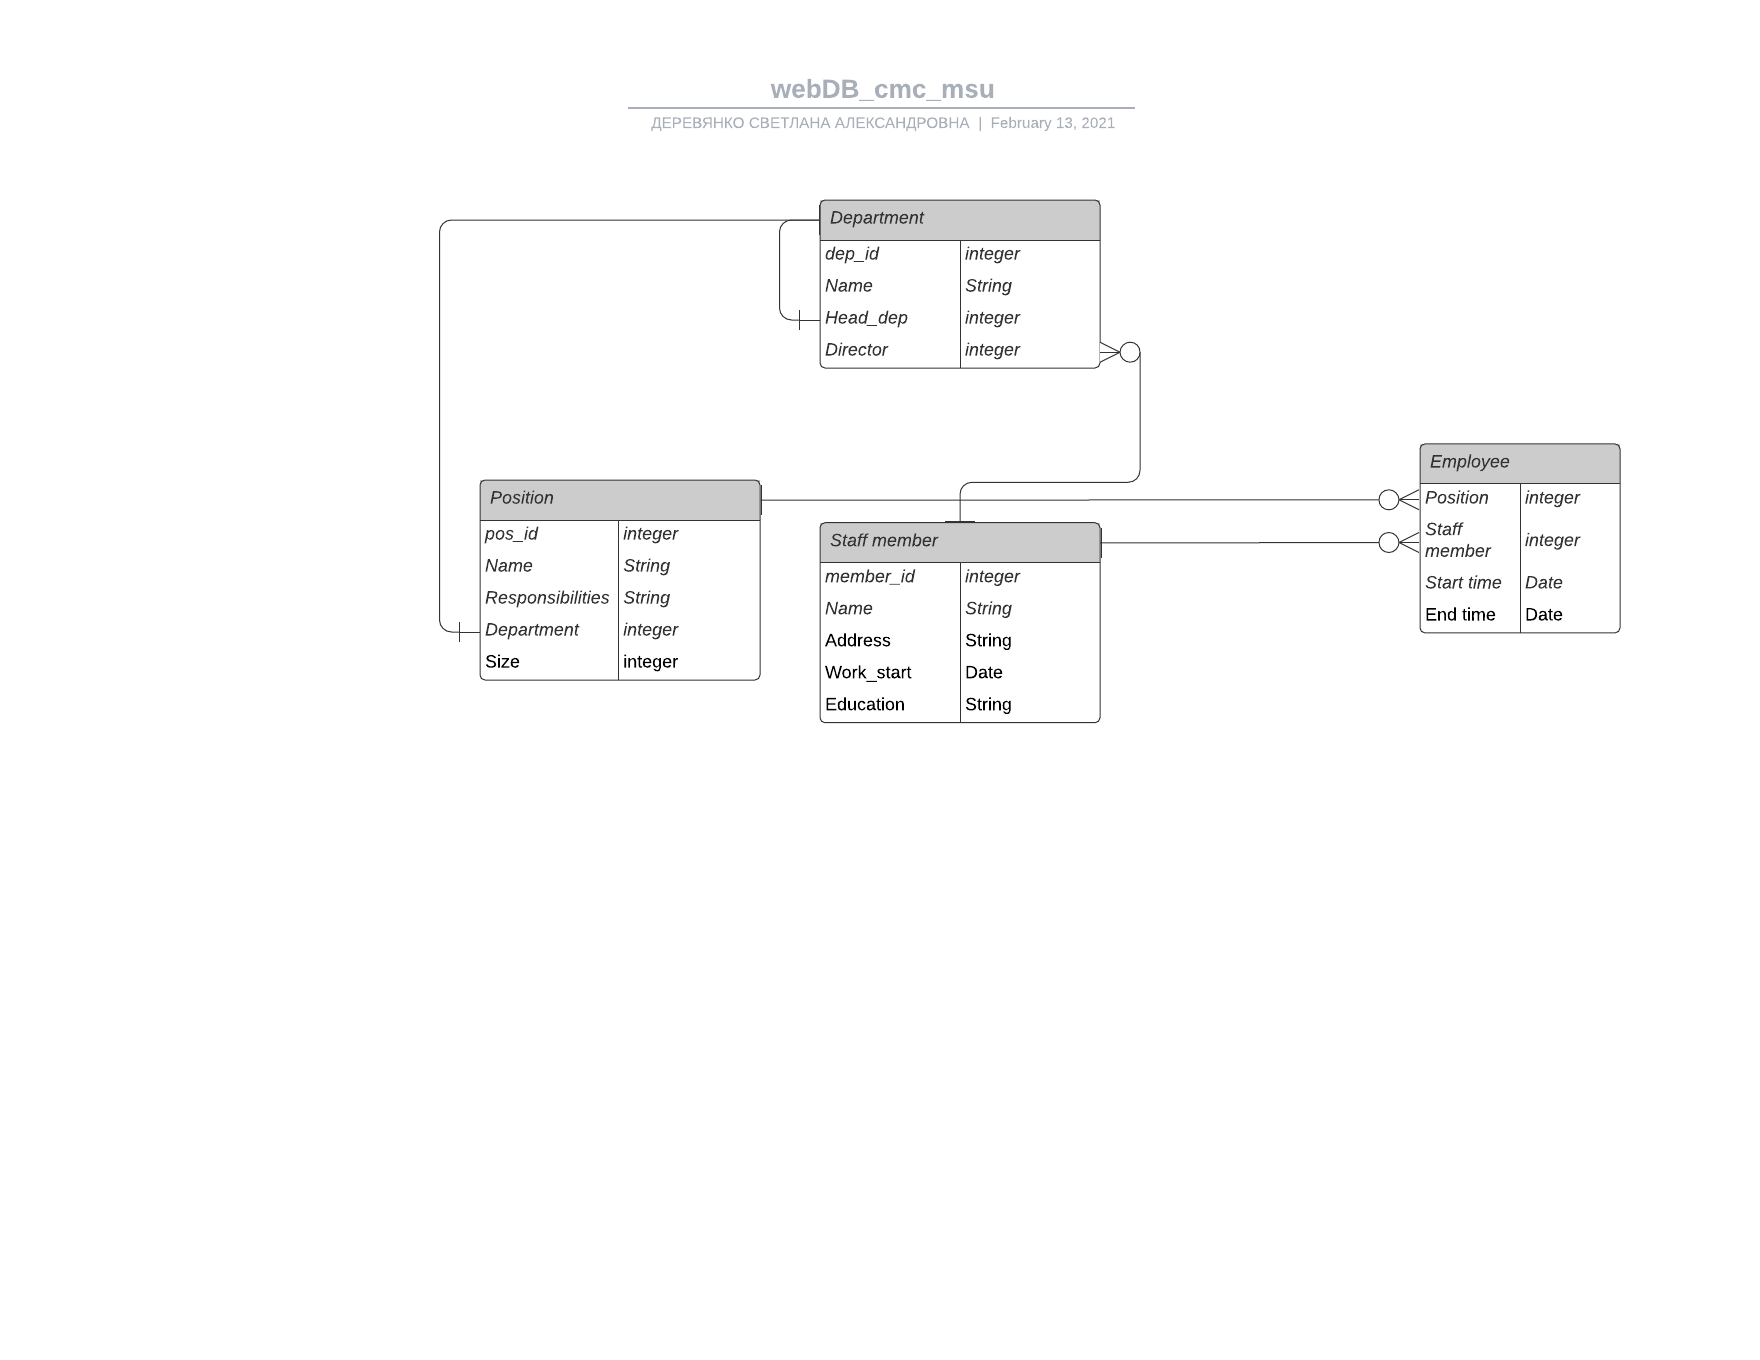 webDB_cmc_msu
ДЕРЕВЯНКО СВЕТЛАНА АЛЕКСАНДРОВНА | February 13, 2021
Department
dep_id integer
Name String
Head_dep integer
Director integer
Position
pos_id integer
Name String
Responsibilities String
Department integer
Size integer
Staff member
member_id integer
Name String
Address String
Work_start Date
Education String
Employee
Position integer
Staff
member integer
Start time Date
End time Date